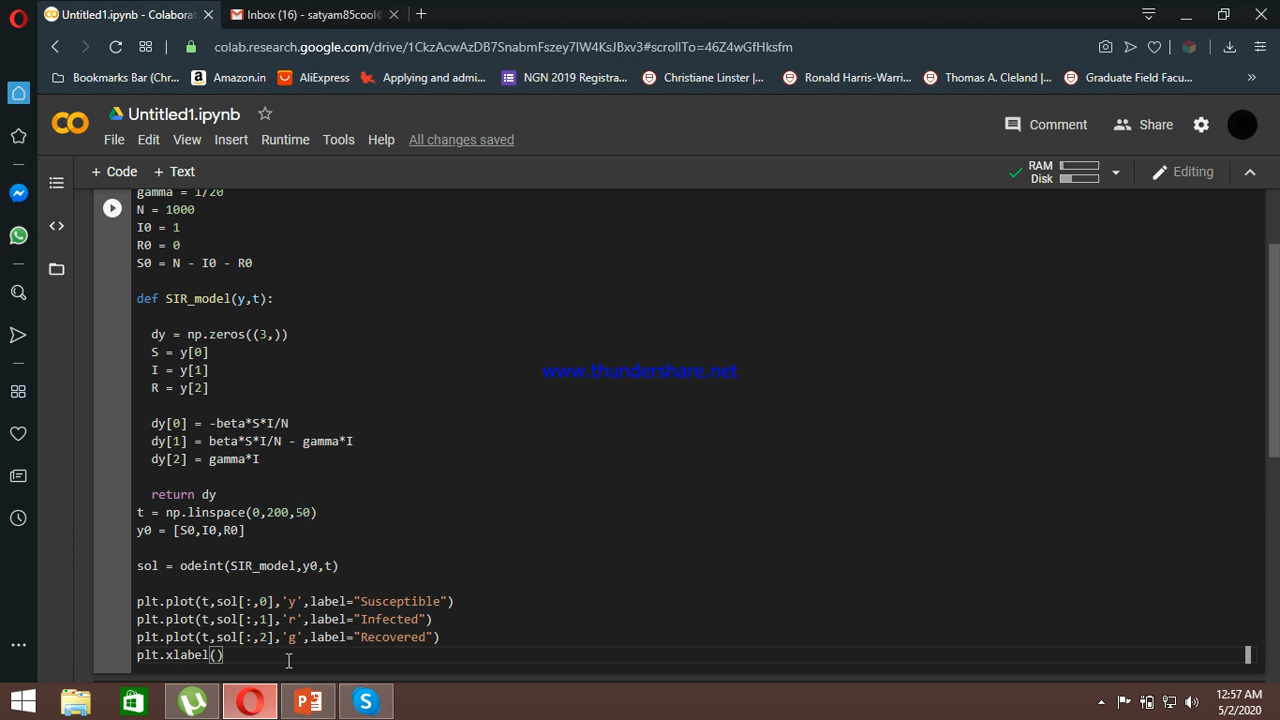 Untitled1.ipynb - Colaborat
Inbox (16) - satyam85cool@
colab.research.google.com/drive/1CkzAcwAzDB7SnabmFszey7IW4KsJBxv3#scrollTo=46Z4wGfHksfm
Bookmarks Bar (Chr...
Amazon.in
AliExpress
Applying and admi...
NGN 2019 Registra...
Christiane Linster |...
Ronald Harris-Warri...
Thomas A. Cleland |...
Graduate Field Facu...
Untitled1.ipynb
File Edit View Insert Runtime Tools Help All changes saved
Comment
Share
+ Code + Text
RAM
Disk
Editing
gamma = 1/20
N = 1000
I0 = 1
R0 = 0
S0 = N - I0 - R0
def SIR_model(y,t):
dy = np.zeros((3,))
S = y[0]
I = y[1]
R = y[2]
www.thundershare.net
dy[0] = -beta*S*I/N
dy[1] = beta*S*I/N - gamma*I
dy[2] = gamma*I
return dy
t = np.linspace(0,200,50)
y0 = [S0,I0,R0]
sol = odeint(SIR_model,y0,t)
plt.plot(t,sol[:,0],'y',label="Susceptible")
plt.plot(t,sol[:,1],'r',label="Infected")
plt.plot(t,sol[:,2],'g',label="Recovered")
plt.xlabel()
12:57 AM
5/2/2020